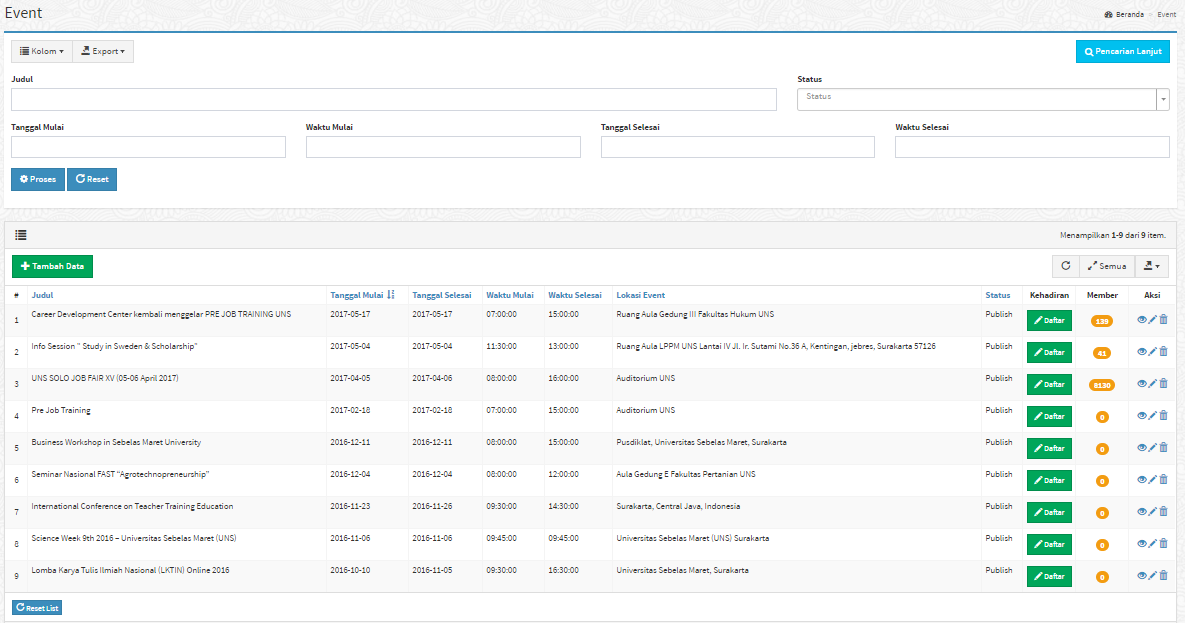 Event
Beranda > Event
Kolom
Export
Pencarian Lanjut
Judul
Status
Status
Tanggal Mulai
Waktu Mulai
Tanggal Selesai
Waktu Selesai
Proses
Reset
Menampilkan 1-9 dari 9 item.
Tambah Data
Semua
# Judul Tanggal Mulai Tanggal Selesai Waktu Mulai Waktu Selesai Lokasi Event Status Kehadiran Member Aksi
1 Career Development Center kembali menggelar PRE JOB TRAINING UNS 2017-05-17 2017-05-17 07:00:00 15:00:00 Ruang Aula Gedung III Fakultas Hukum UNS Publish Daftar 139
2 Info Session " Study in Sweden & Scholarship" 2017-05-04 2017-05-04 11:30:00 13:00:00 Ruang Aula LPPM UNS Lantai IV Jl. Ir. Sutami No.36 A, Kentingan, jebres, Surakarta 57126 Publish Daftar 41
3 UNS SOLO JOB FAIR XV (05-06 April 2017) 2017-04-05 2017-04-06 08:00:00 16:00:00 Auditorium UNS Publish Daftar 8130
4 Pre Job Training 2017-02-18 2017-02-18 07:00:00 15:00:00 Auditorium UNS Publish Daftar 0
5 Business Workshop in Sebelas Maret University 2016-12-11 2016-12-11 08:00:00 15:00:00 Pusdiklat, Universitas Sebelas Maret, Surakarta Publish Daftar 0
6 Seminar Nasional FAST "Agrotechnopreneurship" 2016-12-04 2016-12-04 08:00:00 12:00:00 Aula Gedung E Fakultas Pertanian UNS Publish Daftar 0
7 International Conference on Teacher Training Education 2016-11-23 2016-11-26 09:30:00 14:30:00 Surakarta, Central Java, Indonesia Publish Daftar 0
8 Science Week 9th 2016 – Universitas Sebelas Maret (UNS) 2016-11-06 2016-11-06 09:45:00 09:45:00 Universitas Sebelas Maret (UNS) Surakarta Publish Daftar 0
9 Lomba Karya Tulis Ilmiah Nasional (LKTIN) Online 2016 2016-10-10 2016-11-05 09:30:00 16:30:00 Universitas Sebelas Maret, Surakarta Publish Daftar 0
Reset List